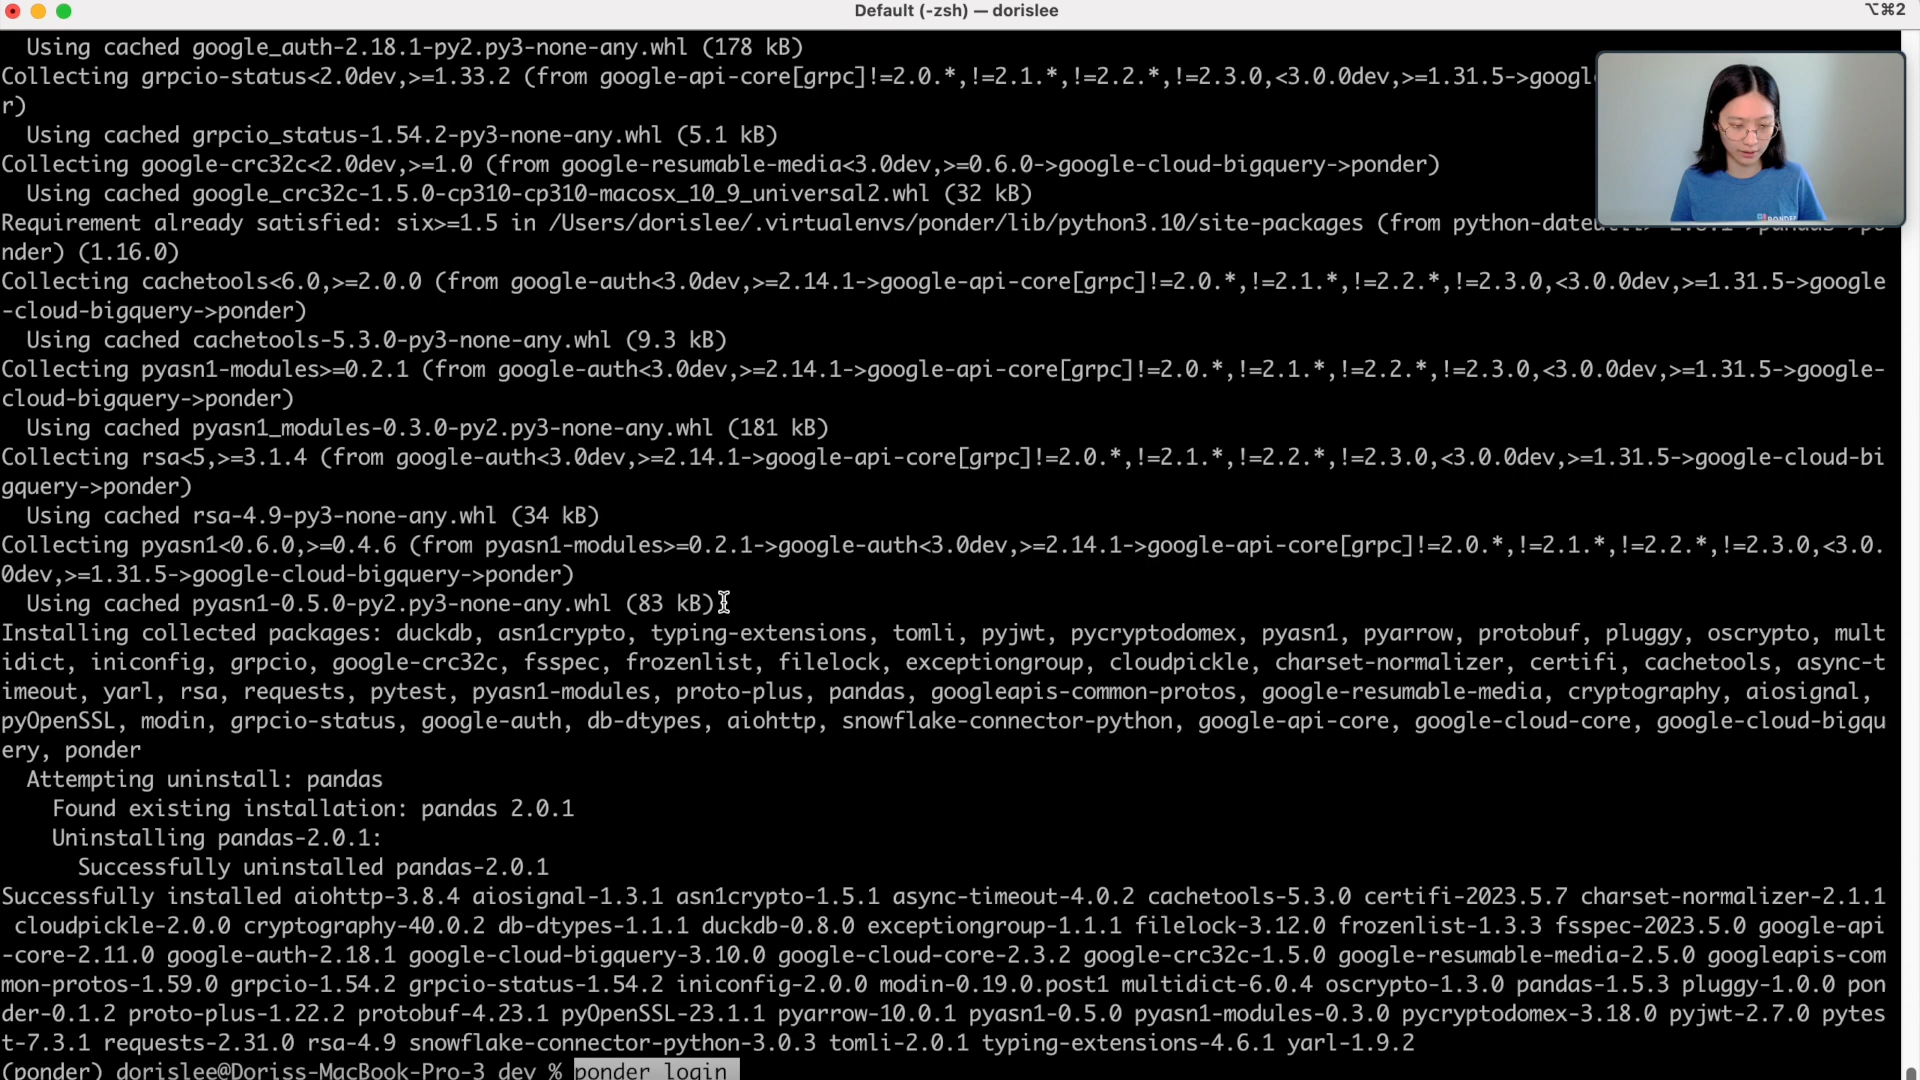 Default (-zsh) — dorislee
⌥⌘2
Using cached google_auth-2.18.1-py2.py3-none-any.whl (178 kB)
Collecting grpcio-status<2.0dev,>=1.33.2 (from google-api-core[grpc]!=2.0.*,!=2.1.*,!=2.2.*,!=2.3.0,<3.0.0dev,>=1.31.5->googl
r)
Using cached grpcio_status-1.54.2-py3-none-any.whl (5.1 kB)
Collecting google-crc32c<2.0dev,>=1.0 (from google-resumable-media<3.0dev,>=0.6.0->google-cloud-bigquery->ponder)
Using cached google_crc32c-1.5.0-cp310-cp310-macosx_10_9_universal2.whl (32 kB)
Requirement already satisfied: six>=1.5 in /Users/dorislee/.virtualenvs/ponder/lib/python3.10/site-packages (from
nder) (1.16.0)
Collecting cachetools<6.0,>=2.0.0 (from google-auth<3.0dev,>=2.14.1->google-api-core[grpc]!=2.0.*,!=2.1.*,!=2.2.*,!=2.3.0,<3.0.0dev,>=1.31.5->google
-cloud-bigquery->ponder)
Using cached cachetools-5.3.0-py3-none-any.whl (9.3 kB)
Collecting pyasn1-modules>=0.2.1 (from google-auth<3.0dev,>=2.14.1->google-api-core[grpc]!=2.0.*,!=2.1.*,!=2.2.*,!=2.3.0,<3.0.0dev,>=1.31.5->google-
cloud-bigquery->ponder)
Using cached pyasn1_modules-0.3.0-py2.py3-none-any.whl (181 kB)
Collecting rsa<5,>=3.1.4 (from google-auth<3.0dev,>=2.14.1->google-api-core[grpc]!=2.0.*,!=2.1.*,!=2.2.*,!=2.3.0,<3.0.0dev,>=1.31.5->google-cloud-bi
gquery->ponder)
Using cached rsa-4.9-py3-none-any.whl (34 kB)
Collecting pyasn1<0.6.0,>=0.4.6 (from pyasn1-modules>=0.2.1->google-auth<3.0dev,>=2.14.1->google-api-core[grpc]!=2.0.*,!=2.1.*,!=2.2.*,!=2.3.0,<3.0.
0dev,>=1.31.5->google-cloud-bigquery->ponder)
Using cached pyasn1-0.5.0-py2.py3-none-any.whl (83 kB)
Installing collected packages: duckdb, asn1crypto, typing-extensions, tomli, pyjwt, pycryptodomex, pyasn1, pyarrow, protobuf, pluggy, oscrypto, mult
idict, iniconfig, grpcio, google-crc32c, fsspec, frozenlist, filelock, exceptiongroup, cloudpickle, charset-normalizer, certifi, cachetools, async-t
imeout, yarl, rsa, requests, pytest, pyasn1-modules, proto-plus, pandas, googleapis-common-protos, google-resumable-media, cryptography, aiosignal,
pyOpenSSL, modin, grpcio-status, google-auth, db-dtypes, aiohttp, snowflake-connector-python, google-api-core, google-cloud-core, google-cloud-bigqu
ery, ponder
Attempting uninstall: pandas
Found existing installation: pandas 2.0.1
Uninstalling pandas-2.0.1:
Successfully uninstalled pandas-2.0.1
Successfully installed aiohttp-3.8.4 aiosignal-1.3.1 asn1crypto-1.5.1 async-timeout-4.0.2 cachetools-5.3.0 certifi-2023.5.7 charset-normalizer-2.1.1
cloudpickle-2.0.0 cryptography-40.0.2 db-dtypes-1.1.1 duckdb-0.8.0 exceptiongroup-1.1.1 filelock-3.12.0 frozenlist-1.3.3 fsspec-2023.5.0 google-api
-core-2.11.0 google-auth-2.18.1 google-cloud-bigquery-3.10.0 google-cloud-core-2.3.2 google-crc32c-1.5.0 google-resumable-media-2.5.0 googleapis-com
mon-protos-1.59.0 grpcio-1.54.2 grpcio-status-1.54.2 iniconfig-2.0.0 modin-0.19.0.post1 multidict-6.0.4 oscrypto-1.3.0 pandas-1.5.3 pluggy-1.0.0 pon
der-0.1.2 proto-plus-1.22.2 protobuf-4.23.1 pyOpenSSL-23.1.1 pyarrow-10.0.1 pyasn1-0.5.0 pyasn1-modules-0.3.0 pycryptodomex-3.18.0 pyjwt-2.7.0 pytes
t-7.3.1 requests-2.31.0 rsa-4.9 snowflake-connector-python-3.0.3 tomli-2.0.1 typing-extensions-4.6.1 yarl-1.9.2
(ponder) dorislee@Doriss-MacBook-Pro-3 dev % ponder login